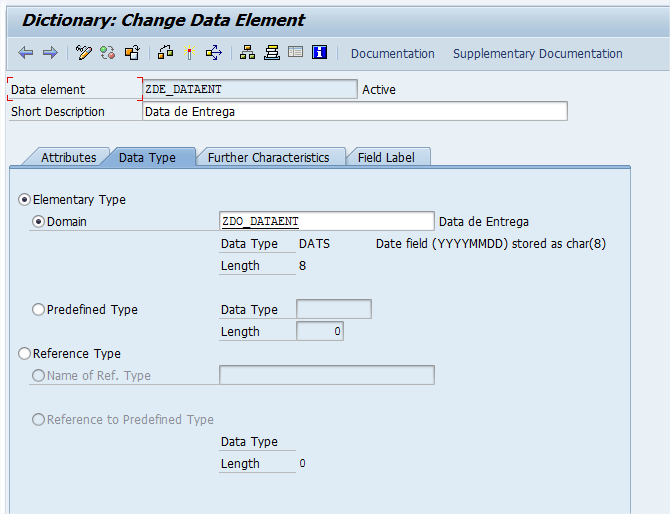 Dictionary: Change Data Element
Documentation Supplementary Documentation
Data element ZDE_DATAENT Active
Short Description Data de Entrega
Attributes Data Type Further Characteristics Field Label
Elementary Type
Domain ZDO_DATAENT Data de Entrega
Data Type DATS Date field (YYYYMMDD) stored as char(8)
Length 8
Predefined Type Data Type
Length 0
Reference Type
Name of Ref. Type
Reference to Predefined Type
Data Type
Length 0